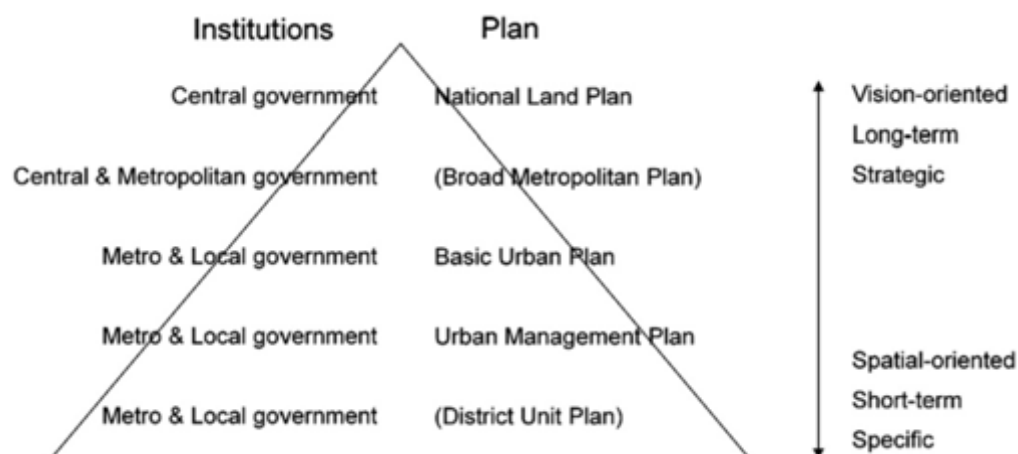 Institutions Plan
Central government National Land Plan
Central & Metropolitan government (Broad Metropolitan Plan)
Metro & Local government Basic Urban Plan
Metro & Local government Urban Management Plan
Metro & Local government (District Unit Plan)
Vision-oriented
Long-term
Strategic
Spatial-oriented
Short-term
Specific